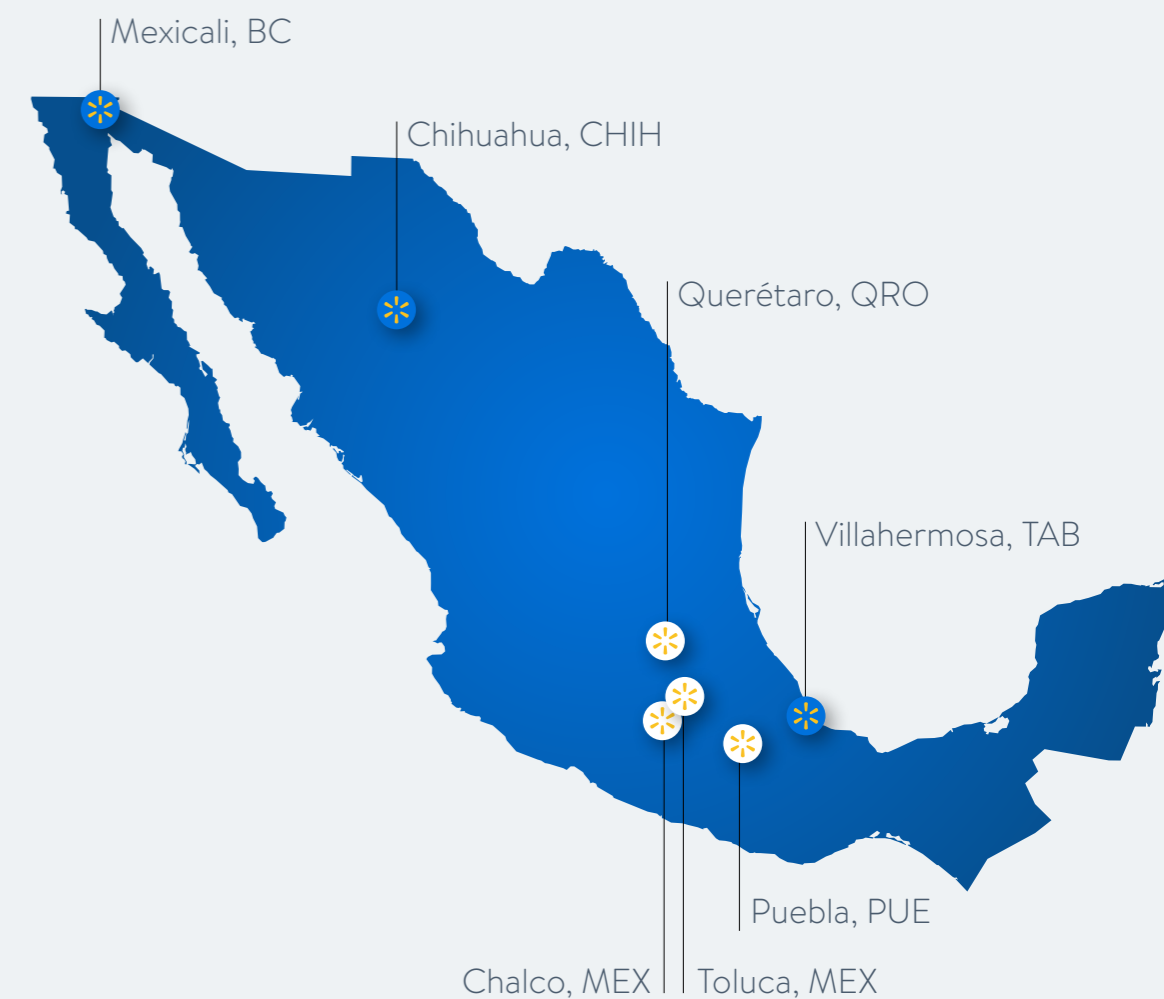 Mexicali, BC
Chihuahua, CHIH
Querétaro, QRO
Villahermosa, TAB
Puebla, PUE
Chalco, MEX
Toluca, MEX